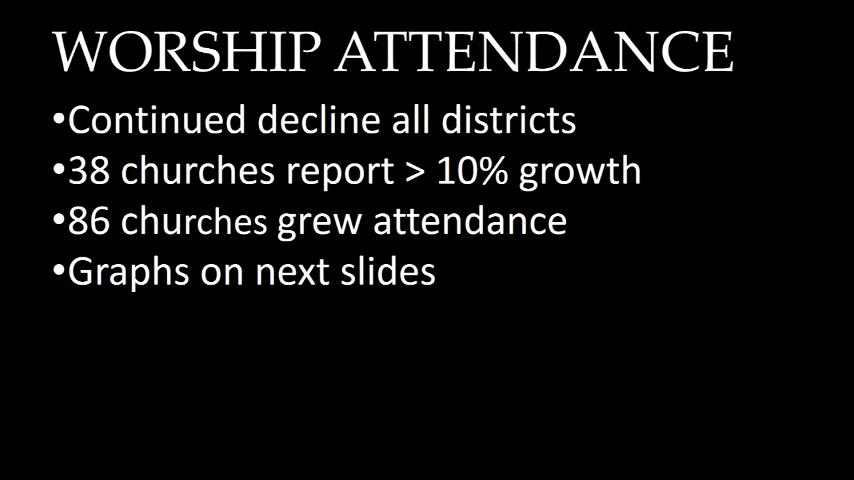 WORSHIP ATTENDANCE
•Continued decline all districts
•38 churches report > 10% growth
•86 churches grew attendance
•Graphs on next slides